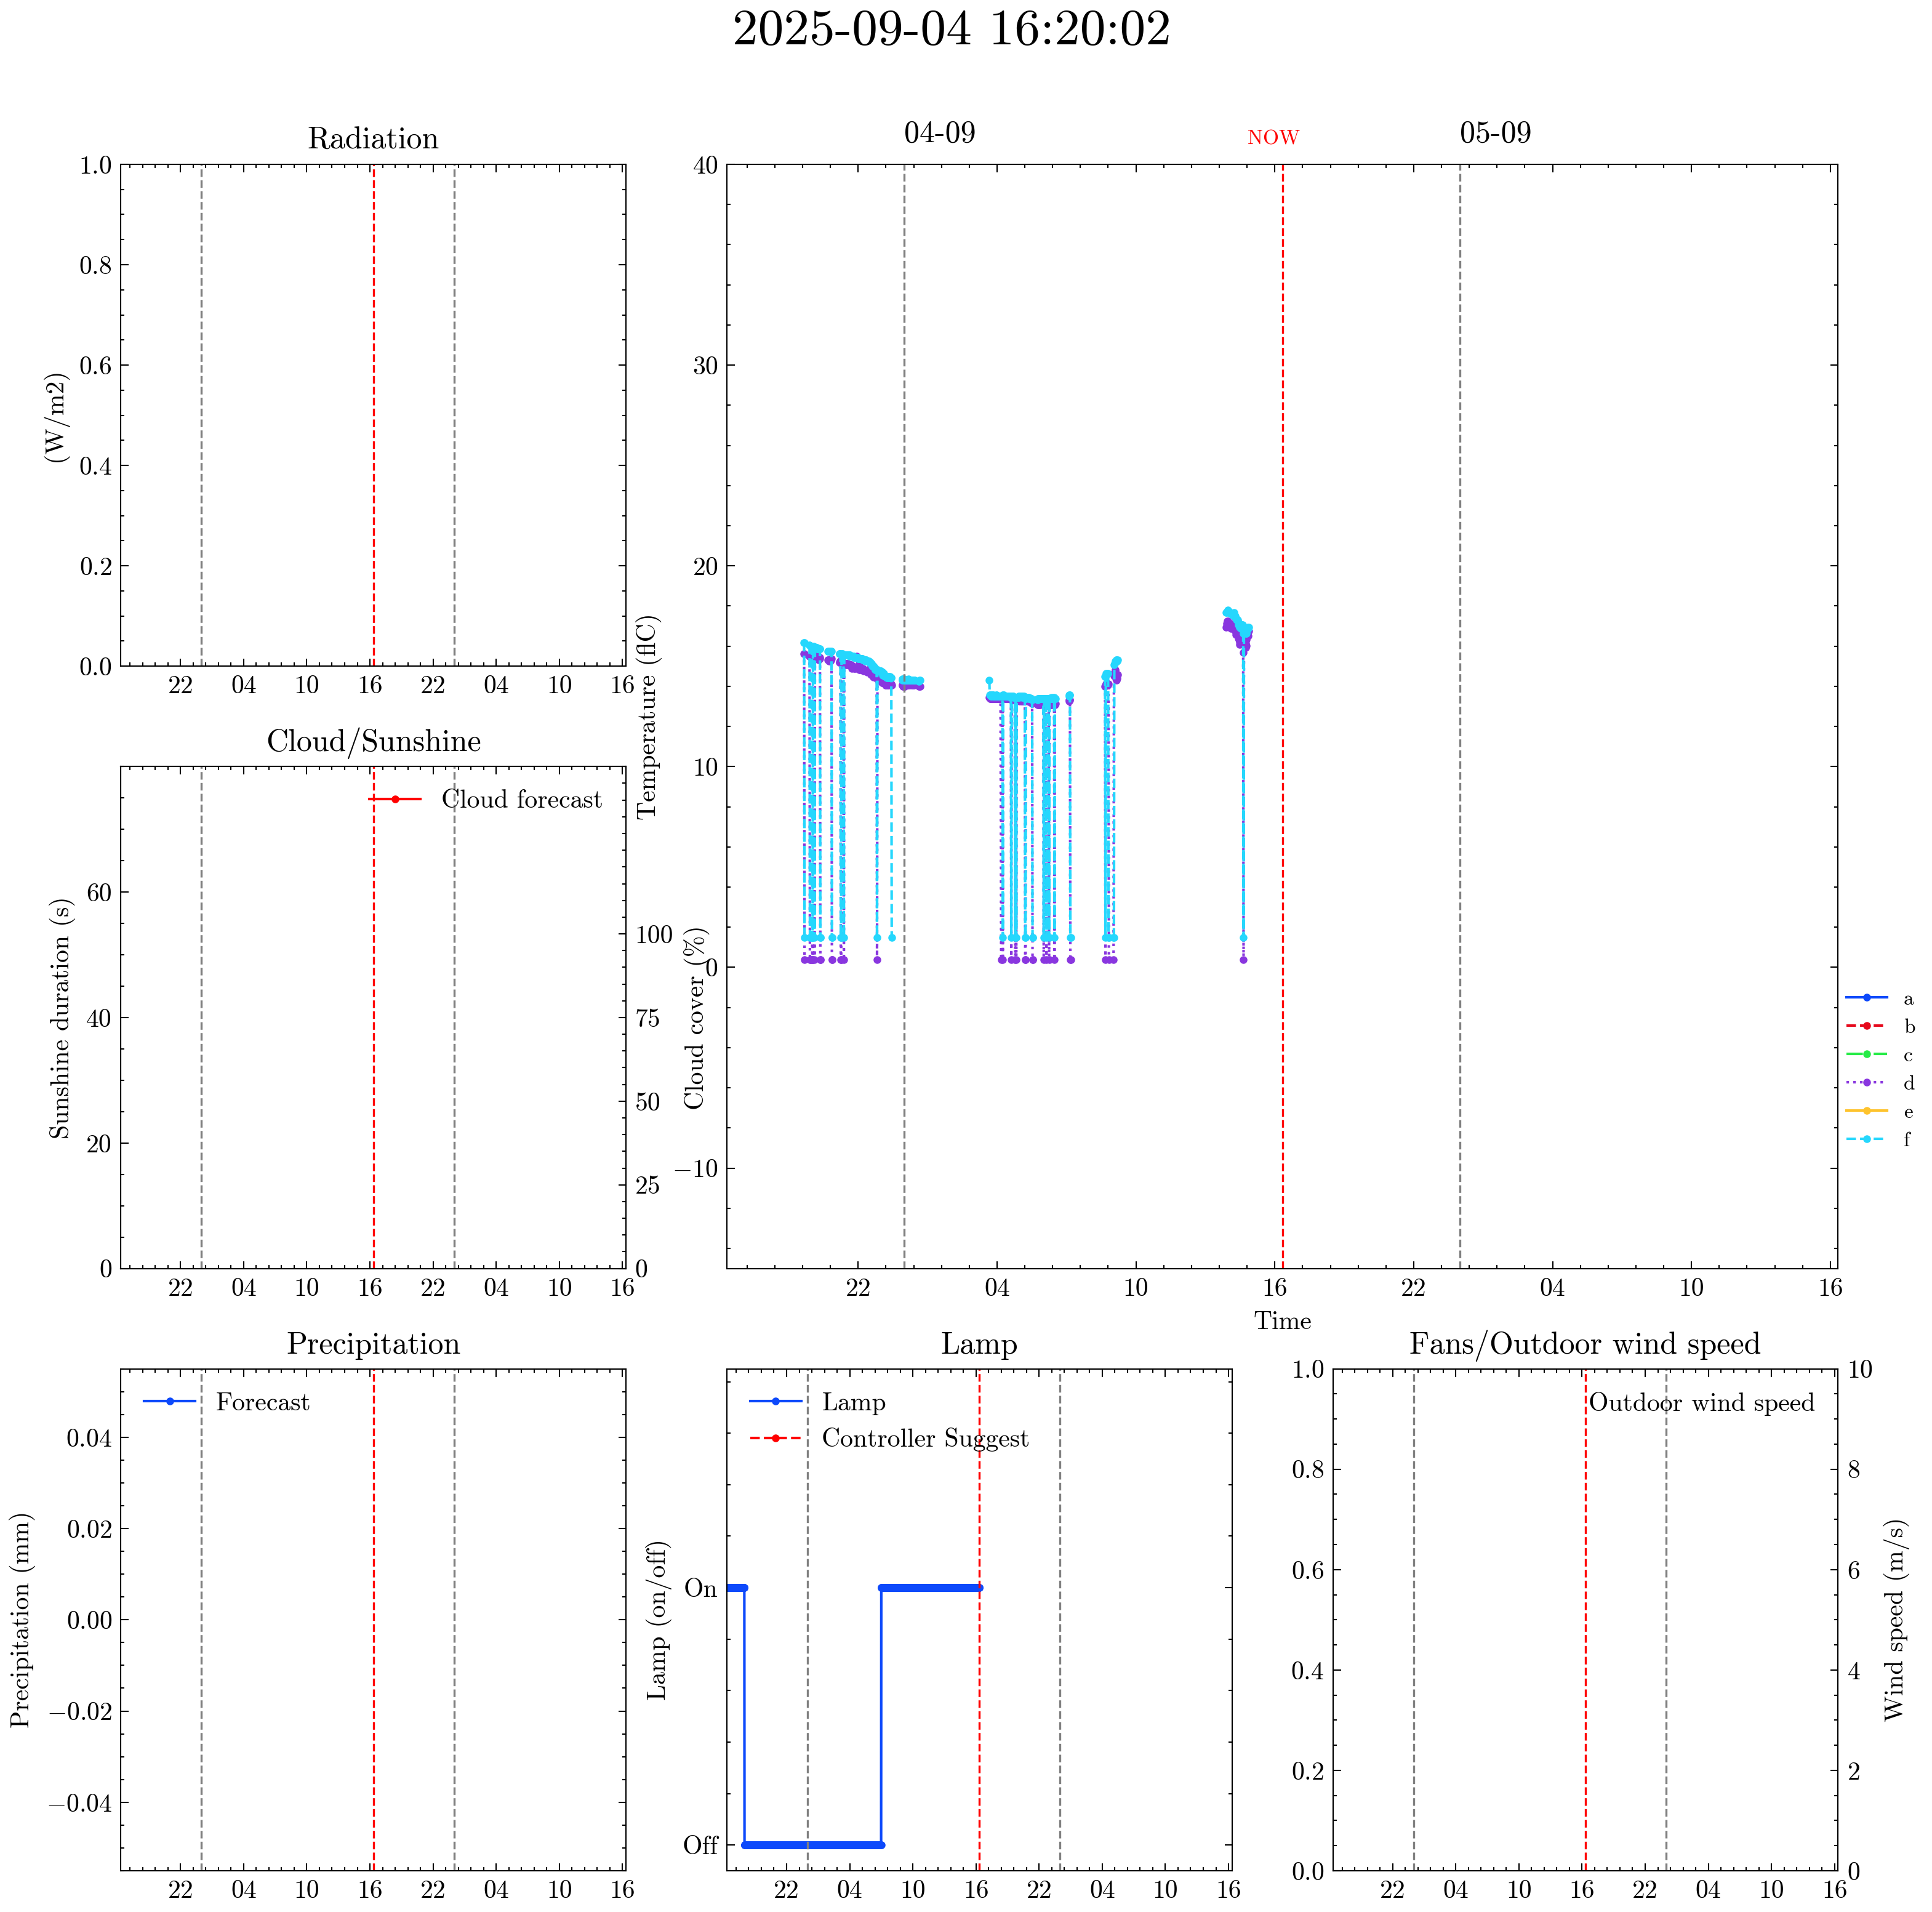 2025-09-04 16:20:02
Radiation
1.0
0.8
0.6
0.4
0.2
0.0
(W/m2)
22 04 10 16 22 04 10 16
04-09
NOW
05-09
40
30
20
10
0
−10
Temperature (flC)
22 04 10 16 22 04 10 16
Time
a
b
c
d
e
f
Cloud/Sunshine
Cloud forecast
60
40
20
0
Sunshine duration (s)
100
75
50
25
0
Cloud cover (%)
22 04 10 16 22 04 10 16
Precipitation
Forecast
0.04
0.02
0.00
−0.02
−0.04
Precipitation (mm)
22 04 10 16 22 04 10 16
Lamp
Lamp
Controller Suggest
On
Off
Lamp (on/off)
22 04 10 16 22 04 10 16
Fans/Outdoor wind speed
Outdoor wind speed
1.0
0.8
0.6
0.4
0.2
0.0
10
8
6
4
2
0
Wind speed (m/s)
22 04 10 16 22 04 10 16